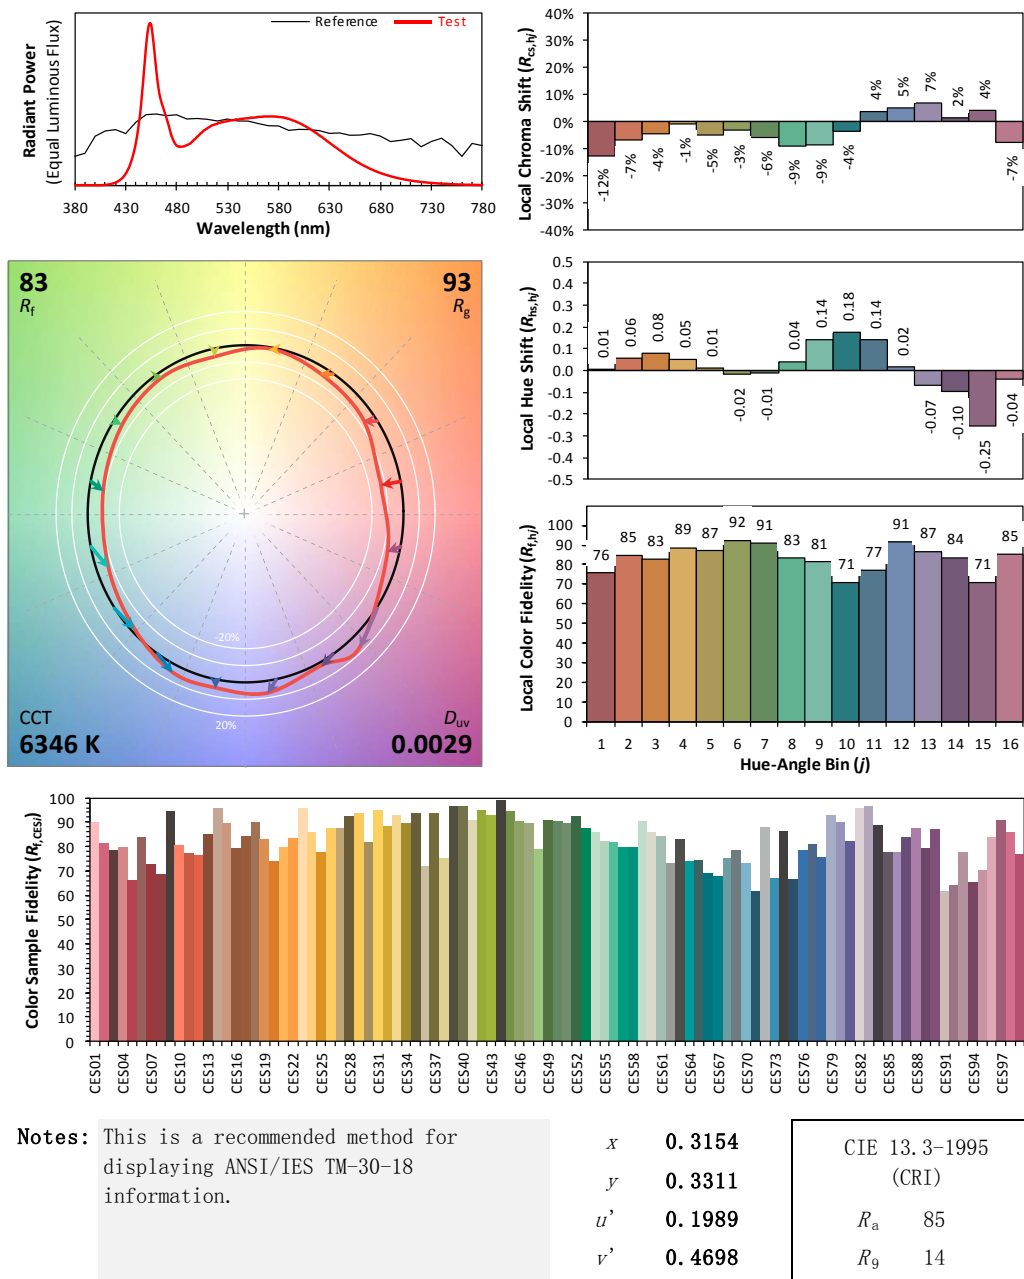 Reference
Test
Radiant Power
(Equal Luminous Flux)
380 430 480 530 580 630 680 730 780
Wavelength (nm)
Local Chroma Shift (Rcs,hj)
40%
30%
20%
10%
0%
-10%
-20%
-30%
-40%
-12% -7% -4% -1% -5% -3% -6% -9% -9% -4% 4% 5% 7% 2% 4% -7%
83
Rf
93
Rg
-20%
20%
CCT
6346 K
Duv
0.0029
Local Hue Shift (Rhs,hj)
0.5
0.4
0.3
0.2
0.1
0.0
-0.1
-0.2
-0.3
-0.4
-0.5
0.01 0.06 0.08 0.05 0.01 -0.02 -0.01 0.04 0.14 0.18 0.14 0.02 -0.07 -0.10 -0.25 -0.04
Local Color Fidelity (Rf,hj)
100
90
80
70
60
50
40
30
20
10
0
76 85 83 89 87 92 91 83 81 71 77 91 87 84 71 85
1 2 3 4 5 6 7 8 9 10 11 12 13 14 15 16
Hue-Angle Bin (j)
Color Sample Fidelity (Rf,CESi)
100
90
80
70
60
50
40
30
20
10
0
CES01 CES04 CES07 CES10 CES13 CES16 CES19 CES22 CES25 CES28 CES31 CES34 CES37 CES40 CES43 CES46 CES49 CES52 CES55 CES58 CES61 CES64 CES67 CES70 CES73 CES76 CES79 CES82 CES85 CES88 CES91 CES94 CES97
Notes: This is a recommended method for
displaying ANSI/IES TM-30-18
information.
x 0.3154
y 0.3311
u' 0.1989
v' 0.4698
CIE 13.3-1995
(CRI)
Ra 85
R9 14